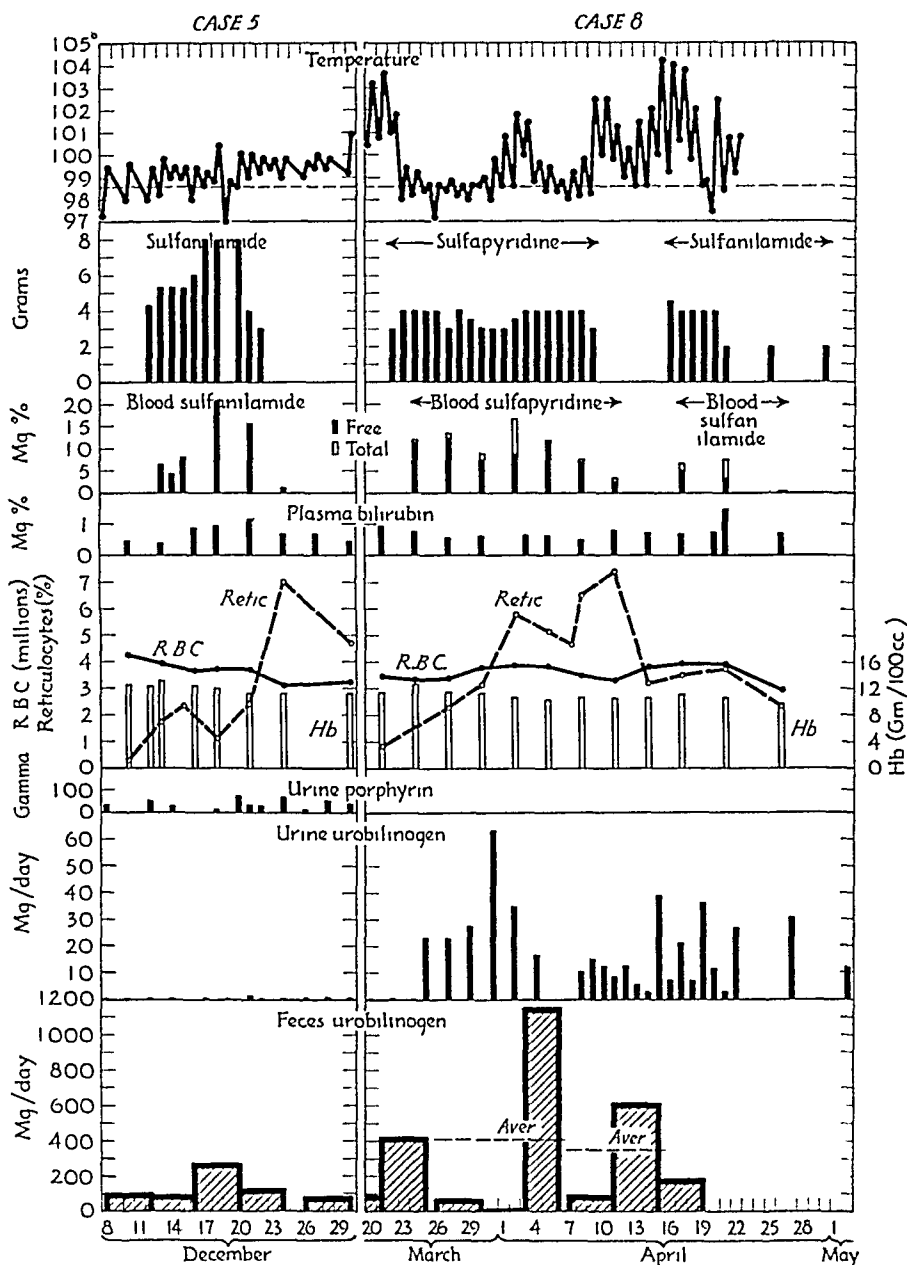 CASE 5 CASE 8
Temperature
105°
104
103
102
101
100
99
98
97
Sulfanilamide
Sulfapyridine
Sulfanilamide
Grams
8
6
4
2
0
Blood sulfanilamide
Blood sulfapyridine
Blood
sulfan
ilamide
Free
Total
Mg %
20
15
10
5
0
Plasma bilirubin
Mg %
1
0
R B C (millions)
Reticulocytes (%)
7
6
5
4
3
2
1
0
Retic
R B C
Hb
Retic
R.B.C.
Hb
16
12
8
4
0
Hb (Gm/100cc)
Urine porphyrin
Gamma
100
0
Urine urobilinogen
Mg/day
60
50
40
30
20
10
0
Feces urobilinogen
Mg/day
1200
1000
800
600
400
200
0
Aver
Aver
8 11 14 17 20 23 26 29 20 23 26 29 1 4 7 10 13 16 19 22 25 28 1
December March April May